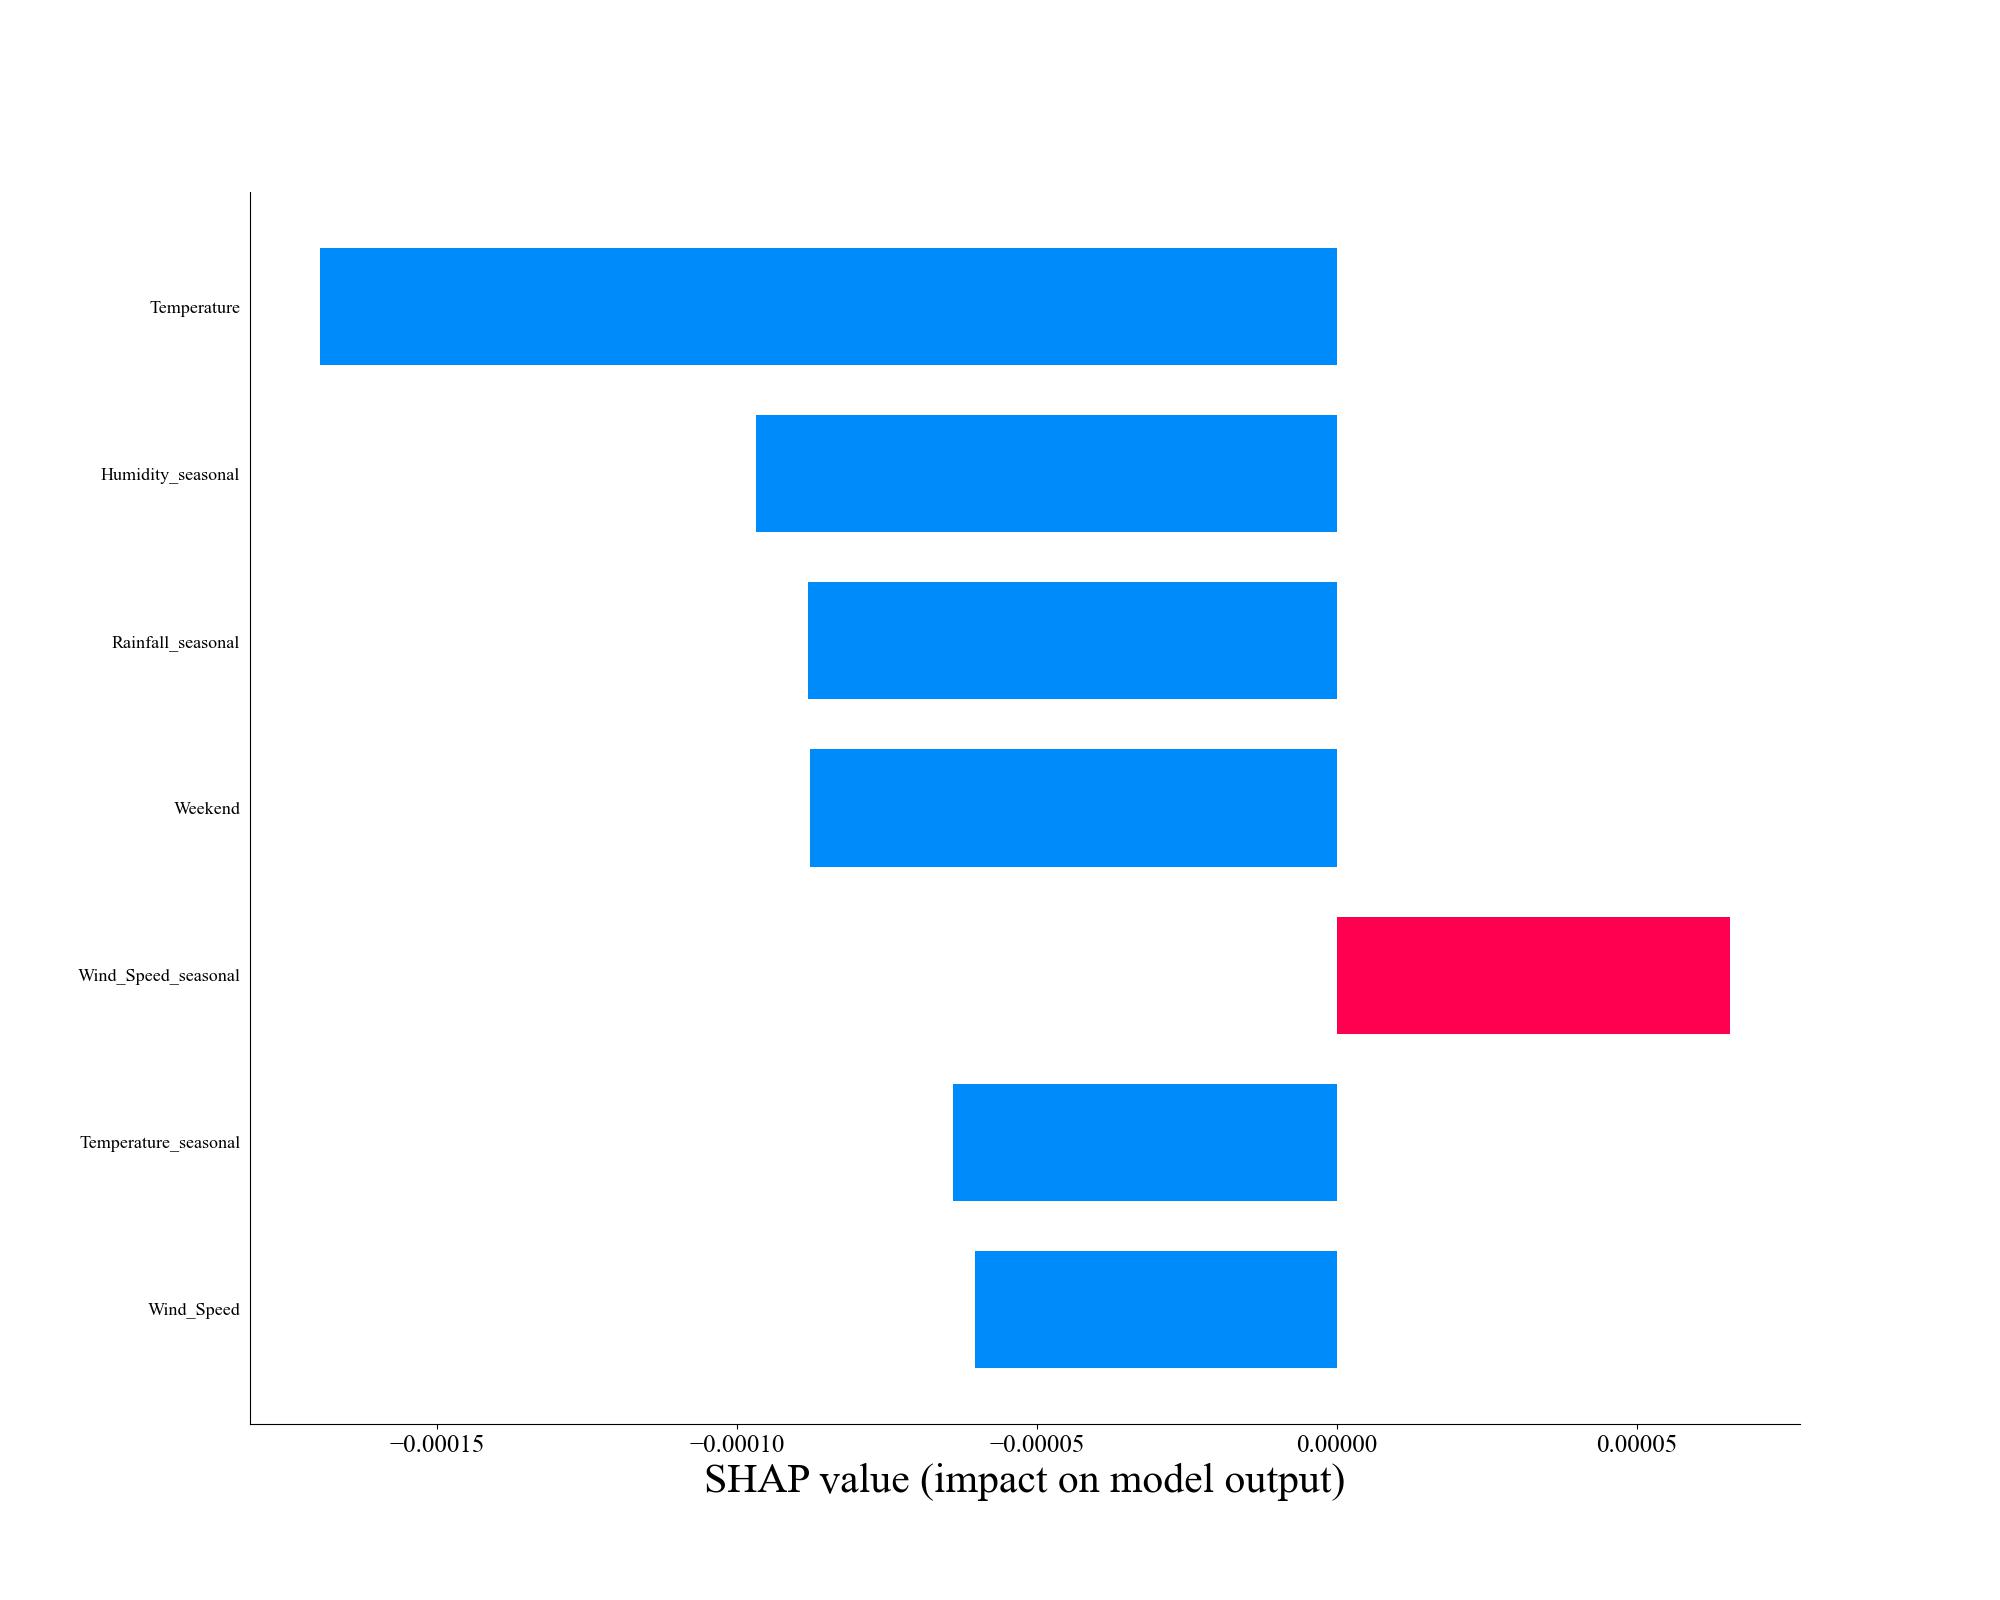 Temperature
Humidity_seasonal
Rainfall_seasonal
Weekend
Wind_Speed_seasonal
Temperature_seasonal
Wind_Speed
−0.00015 −0.00010 −0.00005 0.00000 0.00005
SHAP value (impact on model output)